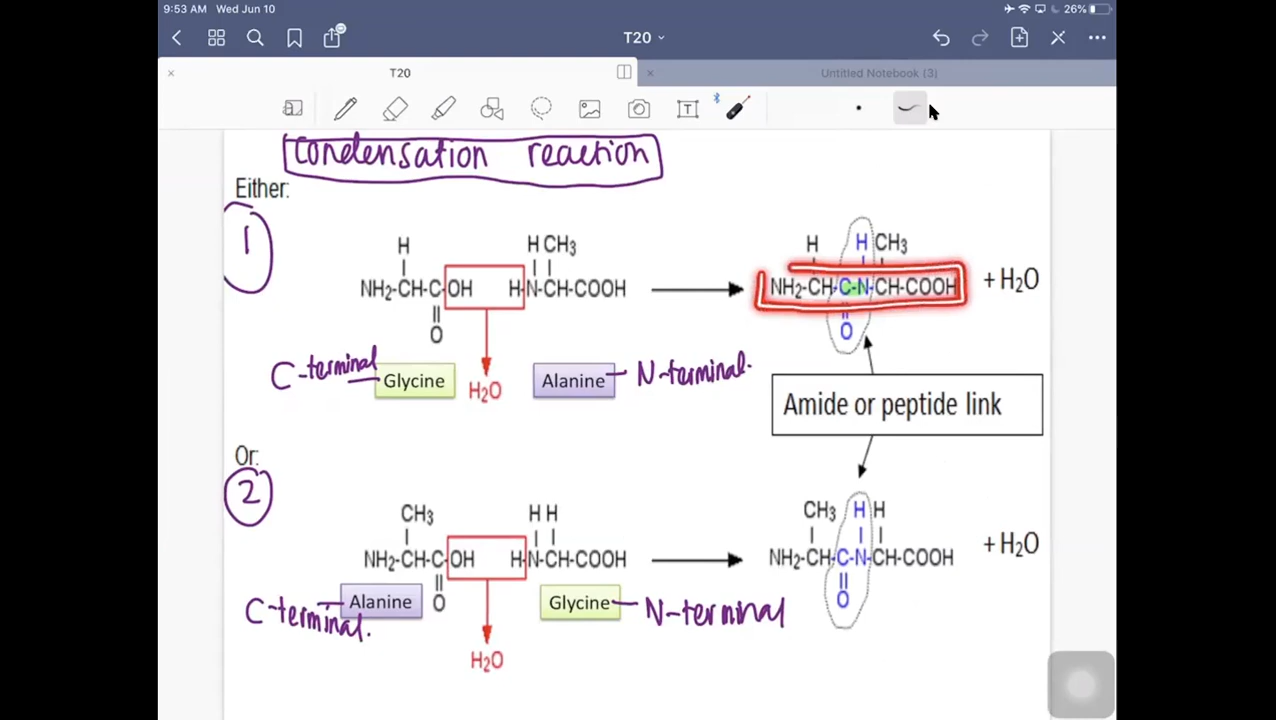 9:53 AM Wed Jun 10
26%
T20
T20
Untitled Notebook (3)
T
Condensation reaction
Either:
1
H
H CH3
H
H CH3
NH2-CH-C-OH
H-N-CH-COOH
NH2-CH-C-N-CH-COOH
+ H2O
O
O
C-terminal
Glycine
H2O
Alanine
N-terminal.
Amide or peptide link
Or:
2
CH3
H H
CH3
H H
NH2-CH-C-OH
H-N-CH-COOH
NH2-CH-C-N-CH-COOH
+ H2O
O
O
C-terminal.
Alanine
Glycine
N-terminal
H2O